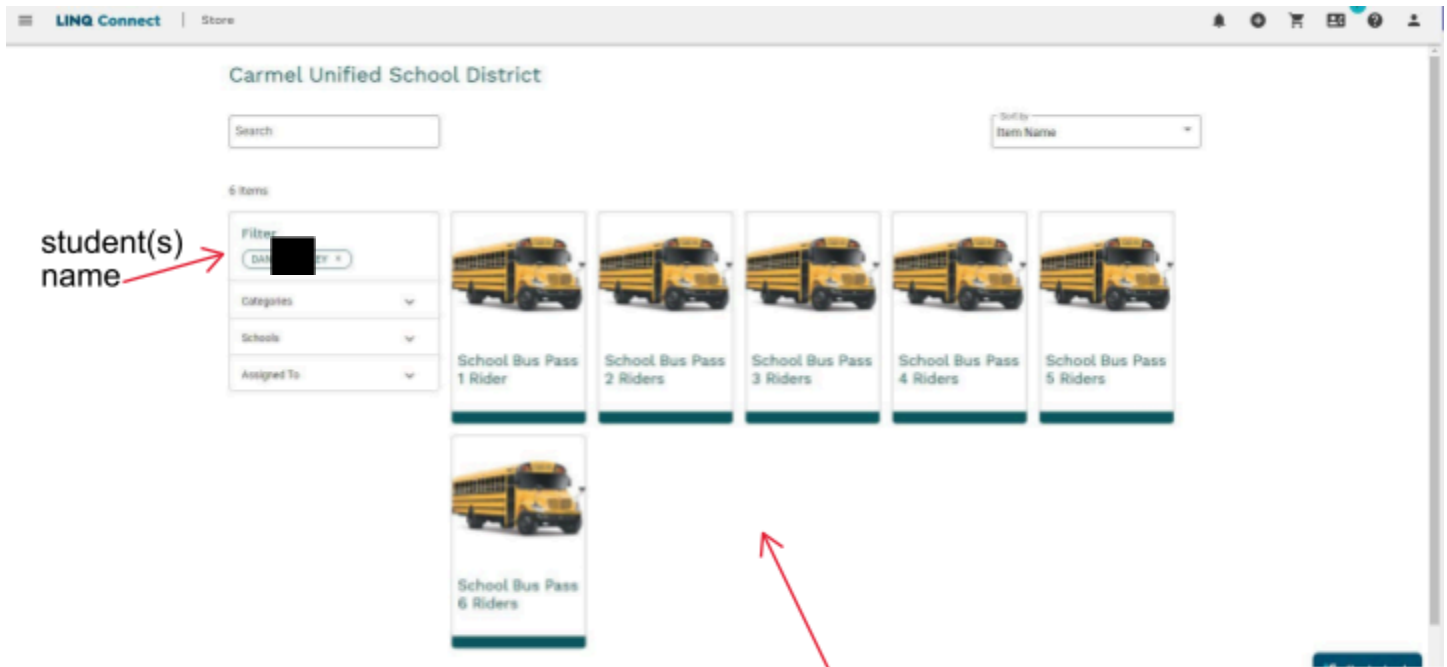 LINQ Connect | Store
Carmel Unified School District
Search
Sort by
Item Name
6 Items
student(s)
name
Filter
DAN EY ×
Categories
Schools
Assigned To
School Bus Pass
1 Rider
School Bus Pass
2 Riders
School Bus Pass
3 Riders
School Bus Pass
4 Riders
School Bus Pass
5 Riders
School Bus Pass
6 Riders